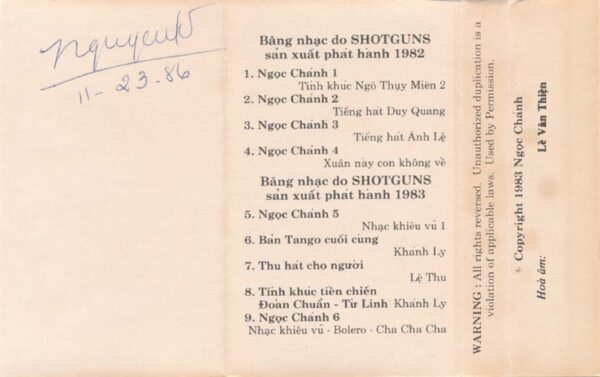 11-23-86
Băng nhạc do SHOTGUNS
sản xuất phát hành 1982
1. Ngọc Chánh 1
Tình khúc Ngô Thụy Miên 2
2. Ngọc Chánh 2
Tiếng hát Duy Quang
3. Ngọc Chánh 3
Tiếng hát Anh Lệ
4. Ngọc Chánh 4
Xuân này con không về
Băng nhạc do SHOTGUNS
sản xuất phát hành 1983
5. Ngọc Chánh 5
Nhạc khiêu vũ 1
6. Bản Tango cuối cùng
Khánh Ly
7. Thu hát cho người
Lệ Thu
8. Tình khúc tiền chiến
Đoàn Chuẩn - Từ Linh Khánh Ly
9. Ngọc Chánh 6
Nhạc khiêu vũ - Bolero - Cha Cha Cha
WARNING : All rights reversed. Unauthorized duplication is a
violation of applicable laws. Used by Permission.
© Copyright 1983 Ngọc Chánh
Hoà âm: Lê Văn Thiện